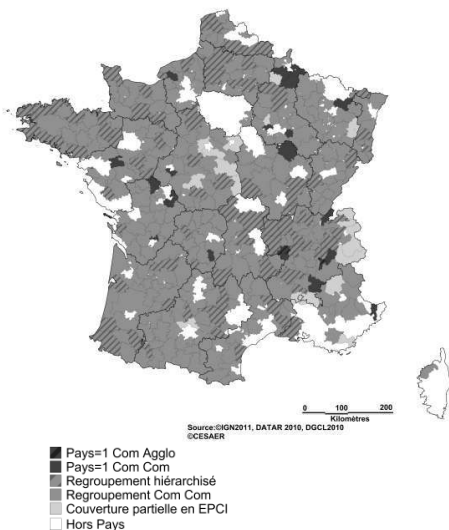 0 100 200
Kilomètres
Source:©IGN2011, DATAR 2010, DGCL2010
©CESAER
Pays=1 Com Agglo
Pays=1 Com Com
Regroupement hiérarchisé
Regroupement Com Com
Couverture partielle en EPCI
Hors Pays